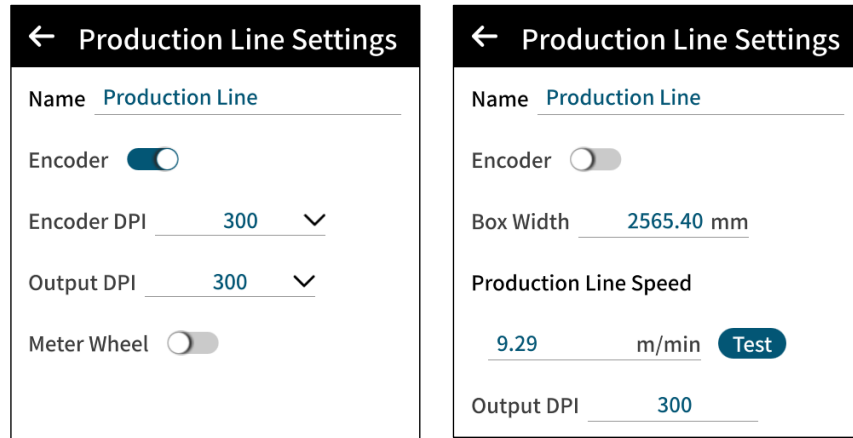 Production Line Settings
Name Production Line
Encoder
Encoder DPI 300
Output DPI 300
Meter Wheel
Production Line Settings
Name Production Line
Encoder
Box Width 2565.40 mm
Production Line Speed
9.29 m/min Test
Output DPI 300